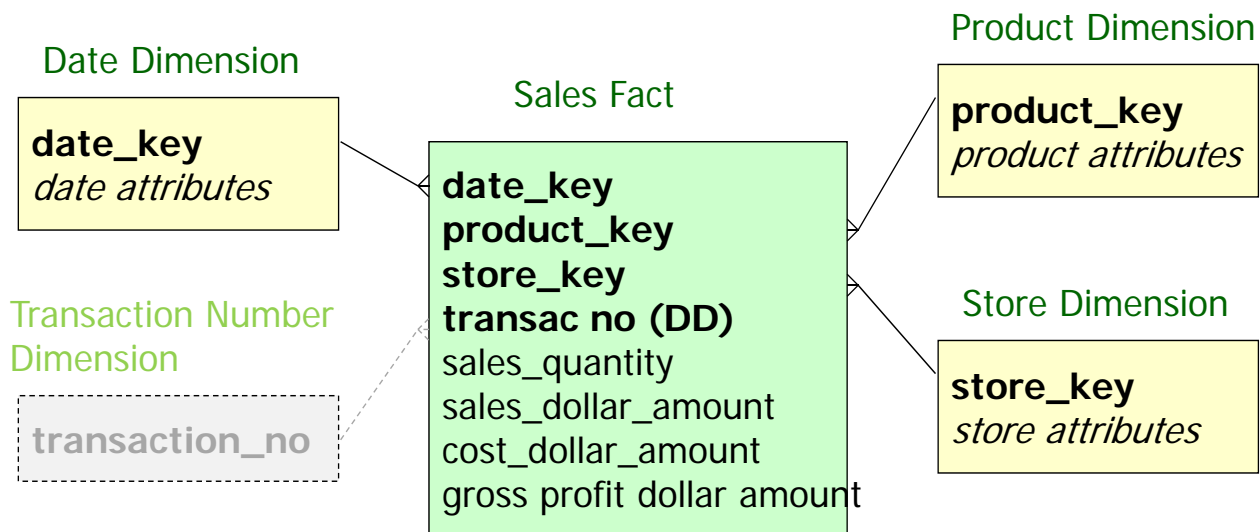 Date Dimension
date_key
date attributes
Transaction Number
Dimension
transaction_no
Sales Fact
date_key
product_key
store_key
transac no (DD)
sales_quantity
sales_dollar_amount
cost_dollar_amount
gross profit dollar amount
Product Dimension
product_key
product attributes
Store Dimension
store_key
store attributes